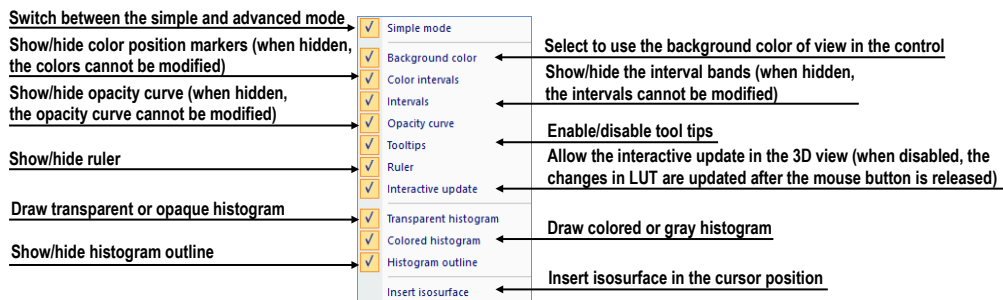 Switch between the simple and advanced mode
Show/hide color position markers (when hidden,
the colors cannot be modified)
Show/hide opacity curve (when hidden,
the opacity curve cannot be modified)
Show/hide ruler
Draw transparent or opaque histogram
Show/hide histogram outline
Simple mode
Background color
Color intervals
Intervals
Opacity curve
Tooltips
Ruler
Interactive update
Transparent histogram
Colored histogram
Histogram outline
Insert isosurface
Select to use the background color of view in the control
Show/hide the interval bands (when hidden,
the intervals cannot be modified)
Enable/disable tool tips
Allow the interactive update in the 3D view (when disabled, the
changes in LUT are updated after the mouse button is released)
Draw colored or gray histogram
Insert isosurface in the cursor position